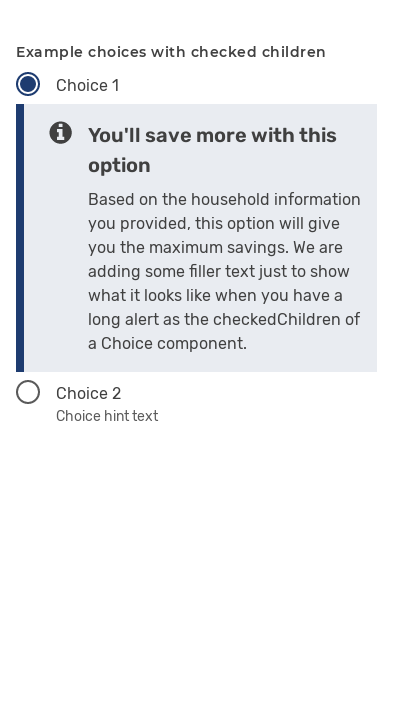 Example choices with checked children
Choice 1
You'll save more with this
option
Based on the household information
you provided, this option will give
you the maximum savings. We are
adding some filler text just to show
what it looks like when you have a
long alert as the checkedChildren of
a Choice component.
Choice 2
Choice hint text